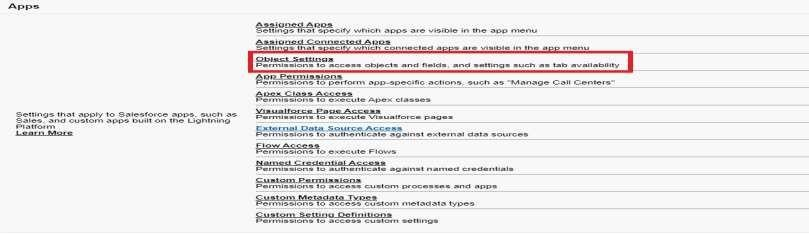 Apps
Assigned Apps
Settings that specify which apps are visible in the app menu
Assigned Connected Apps
Settings that specify which connected apps are visible in the app menu
Object Settings
Permissions to access objects and fields, and settings such as tab availability
App Permissions
Permissions to perform app-specific actions, such as "Manage Call Centers"
Apex Class Access
Permissions to execute Apex classes
Visualforce Page Access
Permissions to execute Visualforce pages
External Data Source Access
Permissions to authenticate against external data sources
Flow Access
Permissions to execute Flows
Named Credential Access
Permissions to authenticate against named credentials
Custom Permissions
Permissions to access custom processes and apps
Custom Metadata Types
Permissions to access custom metadata types
Custom Setting Definitions
Permissions to access custom settings
Settings that apply to Salesforce apps, such as
Sales, and custom apps built on the Lightning
Platform
Learn More